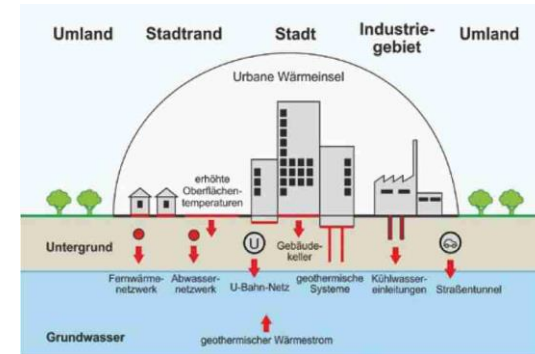 Umland
Stadtrand
Stadt
Industrie-
gebiet
Umland
Urbane Wärmeinsel
erhöhte
Oberflächen-
temperaturen
Untergrund
U
Gebäude-
keller
Fernwärme-
netzwerk
Abwasser-
netzwerk
U-Bahn-Netz
geothermische
Systeme
Kühlwasser-
einleitungen
Straßentunnel
Grundwasser
geothermischer Wärmestrom